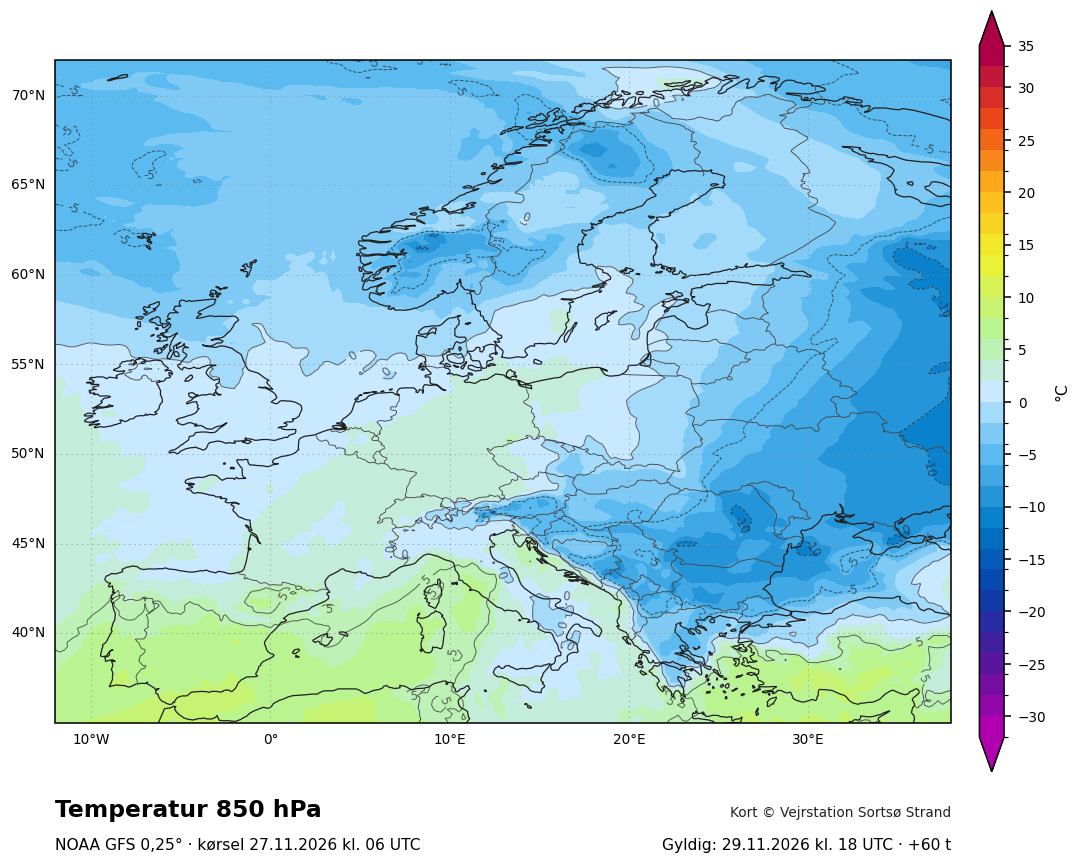 70°N
65°N
60°N
55°N
50°N
45°N
40°N
10°W
0°
10°E
20°E
30°E
35
30
25
20
15
10
5
0
−5
−10
−15
−20
−25
−30
°C
Temperatur 850 hPa
Kort © Vejrstation Sortsø Strand
NOAA GFS 0,25° · kørsel 27.11.2026 kl. 06 UTC
Gyldig: 29.11.2026 kl. 18 UTC · +60 t